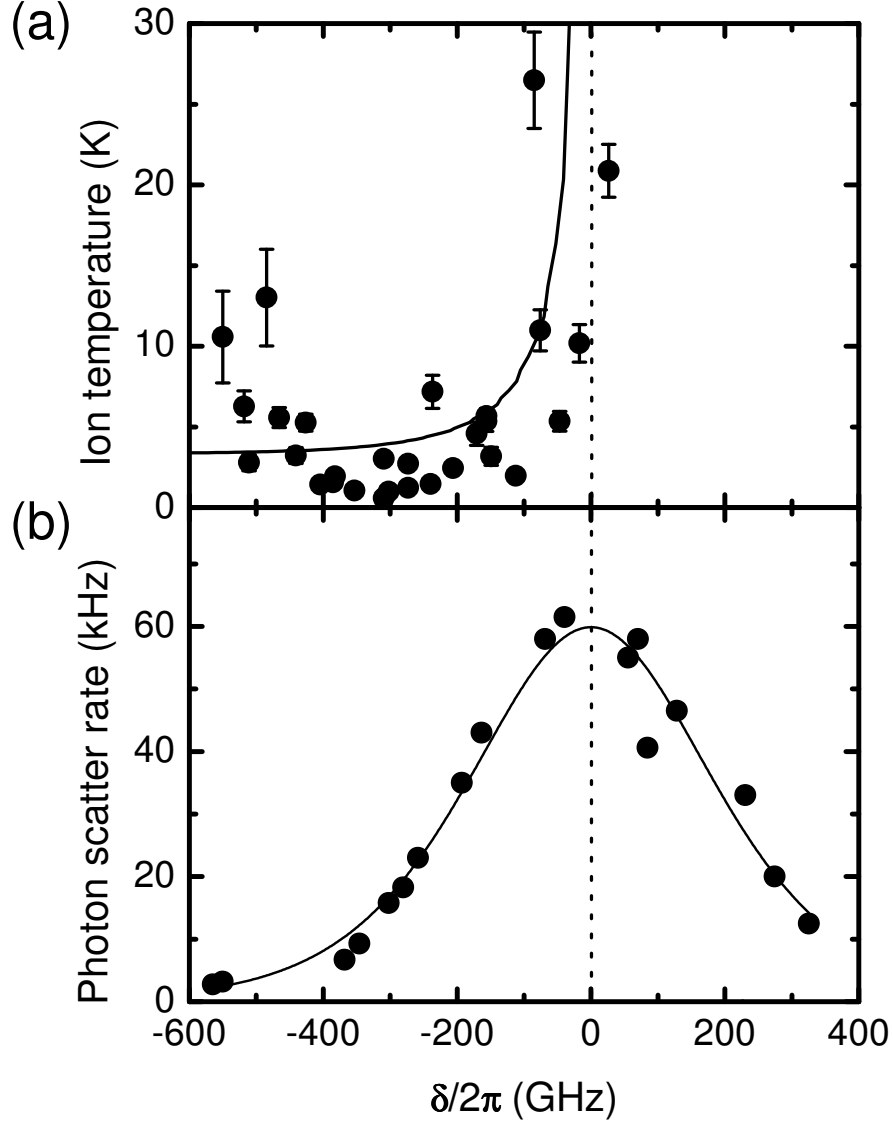 (a)
30
20
10
0
Ion temperature (K)
(b)
60
40
20
0
Photon scatter rate (kHz)
-600 -400 -200 0 200 400
δ/2π (GHz)